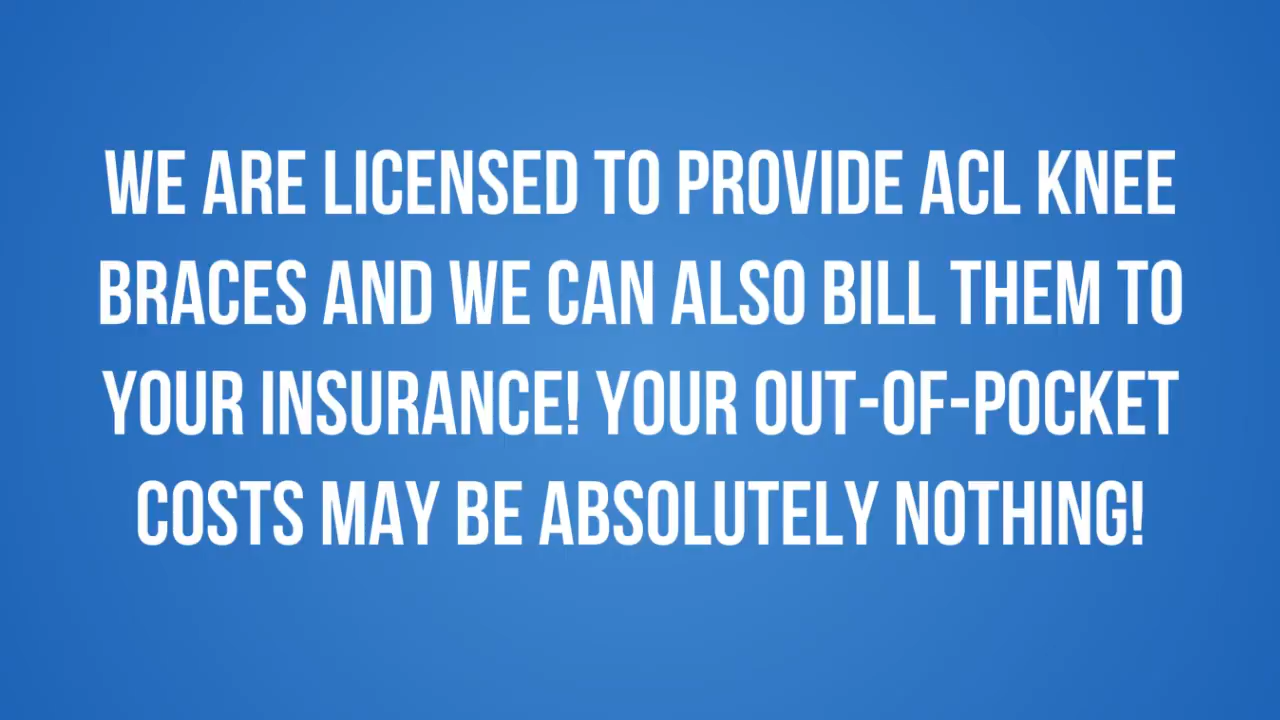 WE ARE LICENSED TO PROVIDE ACL KNEE
BRACES AND WE CAN ALSO BILL THEM TO
YOUR INSURANCE! YOUR OUT-OF-POCKET
COSTS MAY BE ABSOLUTELY NOTHING!